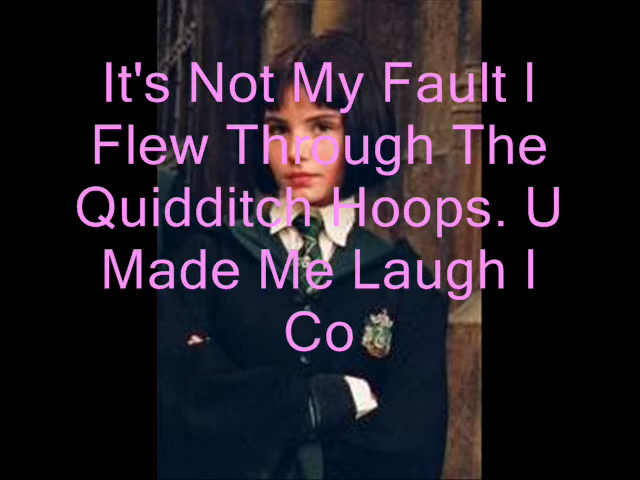 It's Not My Fault I
Flew Through The
Quidditch Hoops. U
Made Me Laugh I
Co